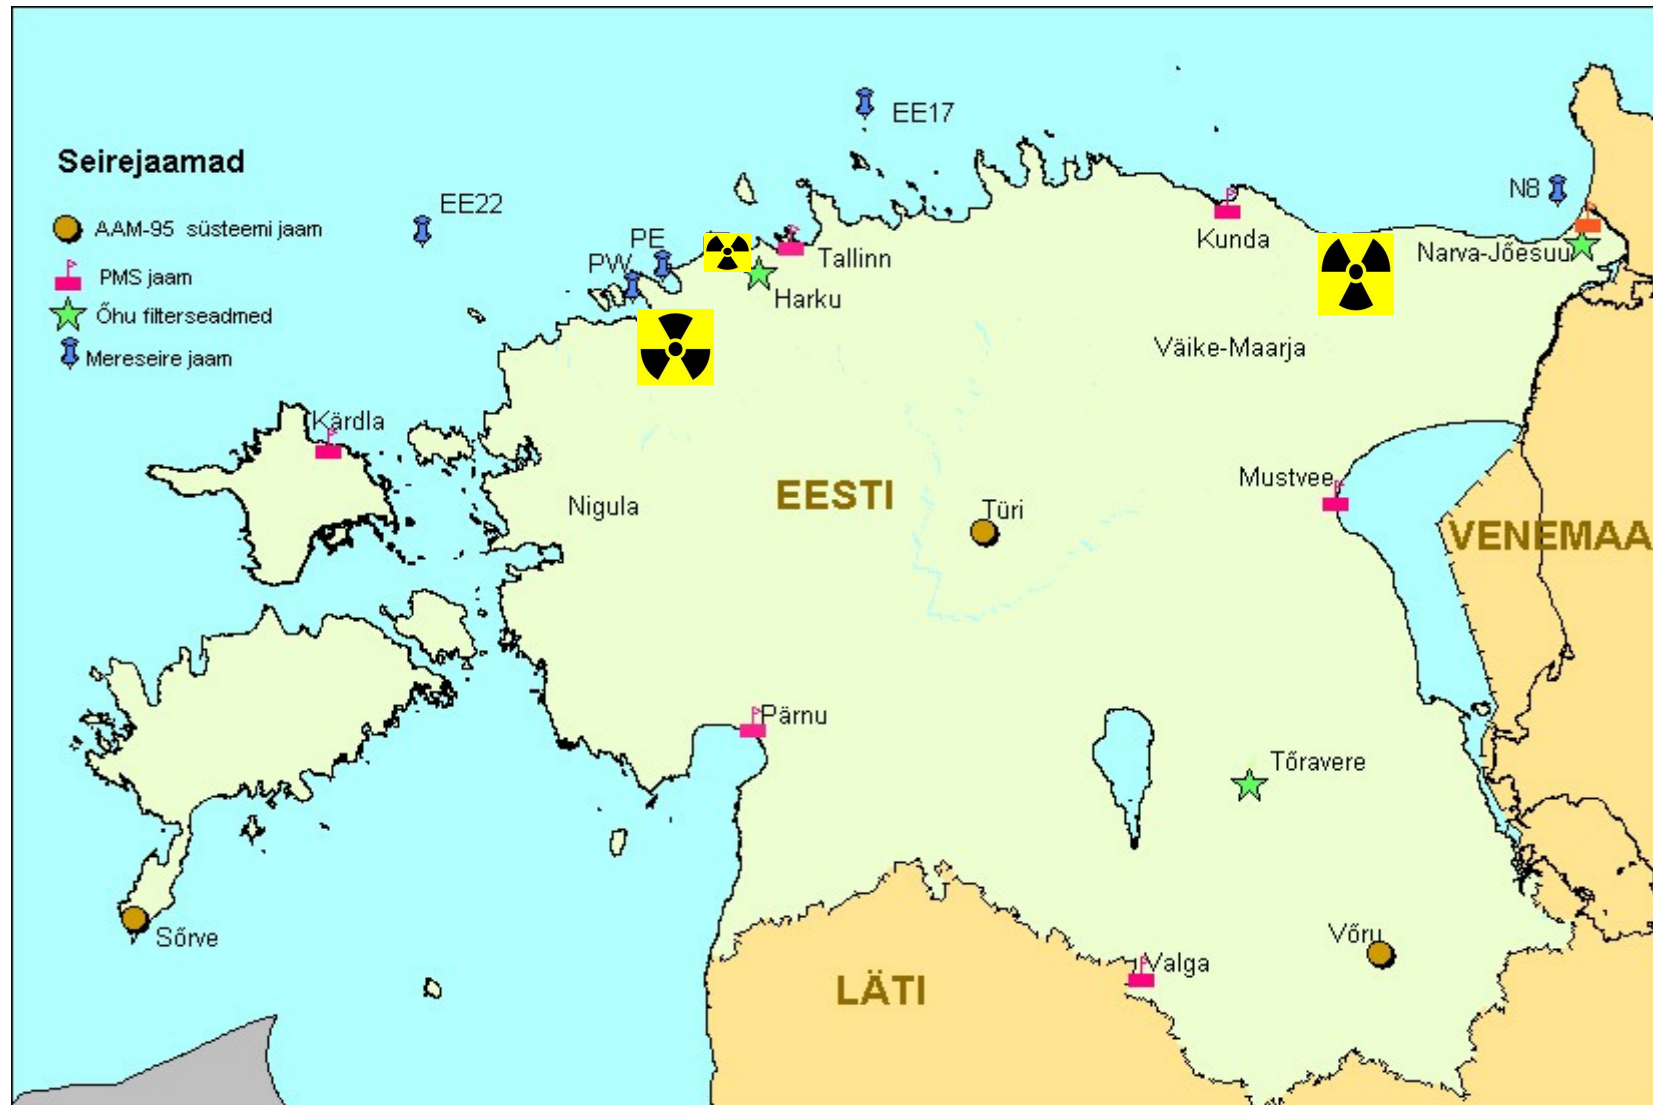 Seirejaamad
AAM-95 süsteemi jaam
PMS jaam
Õhu filterseadmed
Mereseire jaam
EE17
EE22
N8
PE
PW
Tallinn
Harku
Kunda
Narva-Jõesuu
Väike-Maarja
Kärdla
Nigula
EESTI
Türi
Mustvee
VENEMAA
Pärnu
Tõravere
Sõrve
Võru
Valga
LÄTI